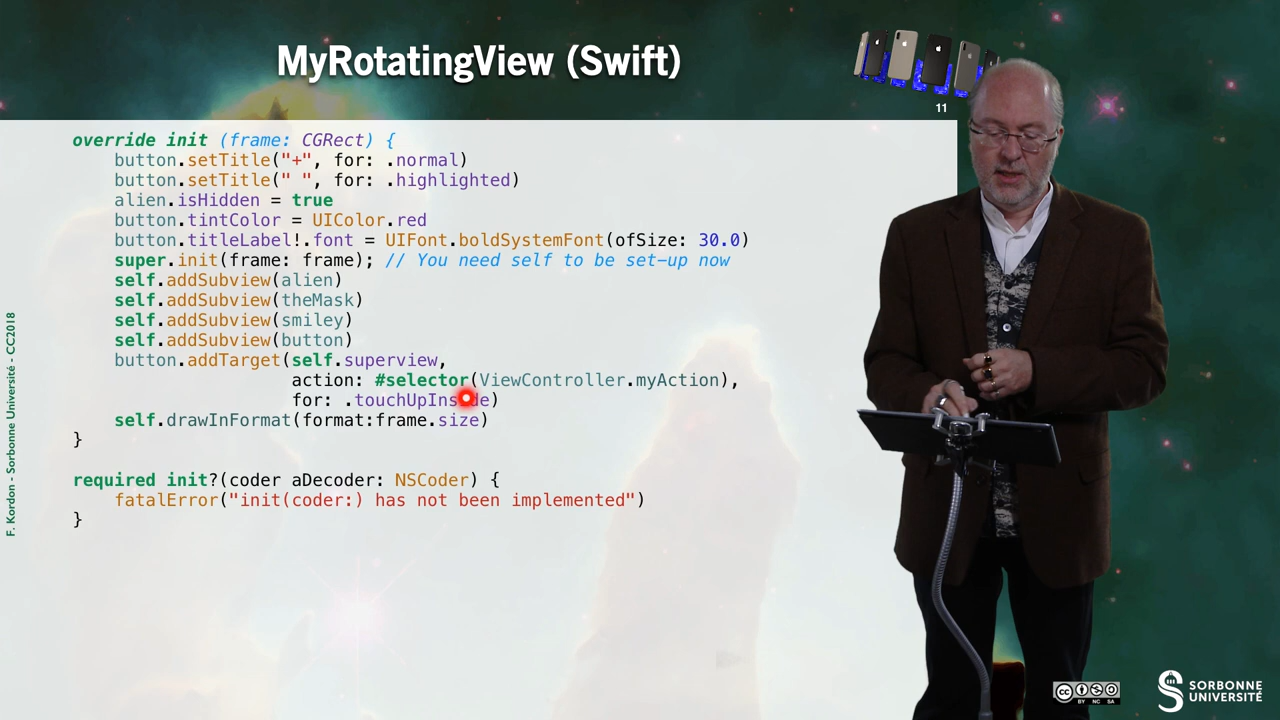 MyRotatingView (Swift)
11
override init (frame: CGRect) {
button.setTitle("+", for: .normal)
button.setTitle(" ", for: .highlighted)
alien.isHidden = true
button.tintColor = UIColor.red
button.titleLabel!.font = UIFont.boldSystemFont(ofSize: 30.0)
super.init(frame: frame); // You need self to be set-up now
self.addSubview(alien)
self.addSubview(theMask)
self.addSubview(smiley)
self.addSubview(button)
button.addTarget(self.superview,
action: #selector(ViewController.myAction),
for: .touchUpInside)
self.drawInFormat(format:frame.size)
}
required init?(coder aDecoder: NSCoder) {
fatalError("init(coder:) has not been implemented")
}
F. Kordon - Sorbonne Université - CC2018
CC BY NC SA
SORBONNE
UNIVERSITÉ